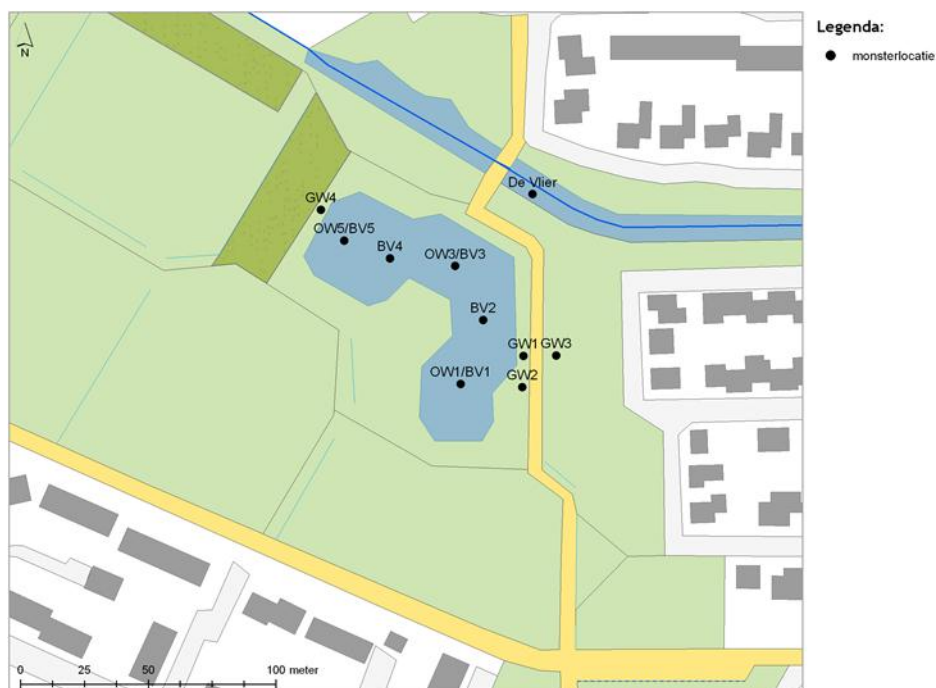 Legenda:
monsterlocatie
N
De Vlier
GW4
OW5/BV5
BV4
OW3/BV3
BV2
GW1 GW3
OW1/BV1
GW2
0 25 50 100 meter